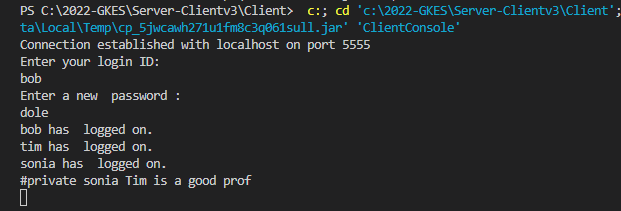 PS C:\2022-GKES\Server-Clientv3\Client>  c:; cd 'c:\2022-GKES\Server-Clientv3\Client';
ta\Local\Temp\cp_5jwcawh271u1fm8c3q061sull.jar' 'ClientConsole'
Connection established with localhost on port 5555
Enter your login ID:
bob
Enter a new  password :
dole
bob has  logged on.
tim has  logged on.
sonia has  logged on.
#private sonia Tim is a good prof